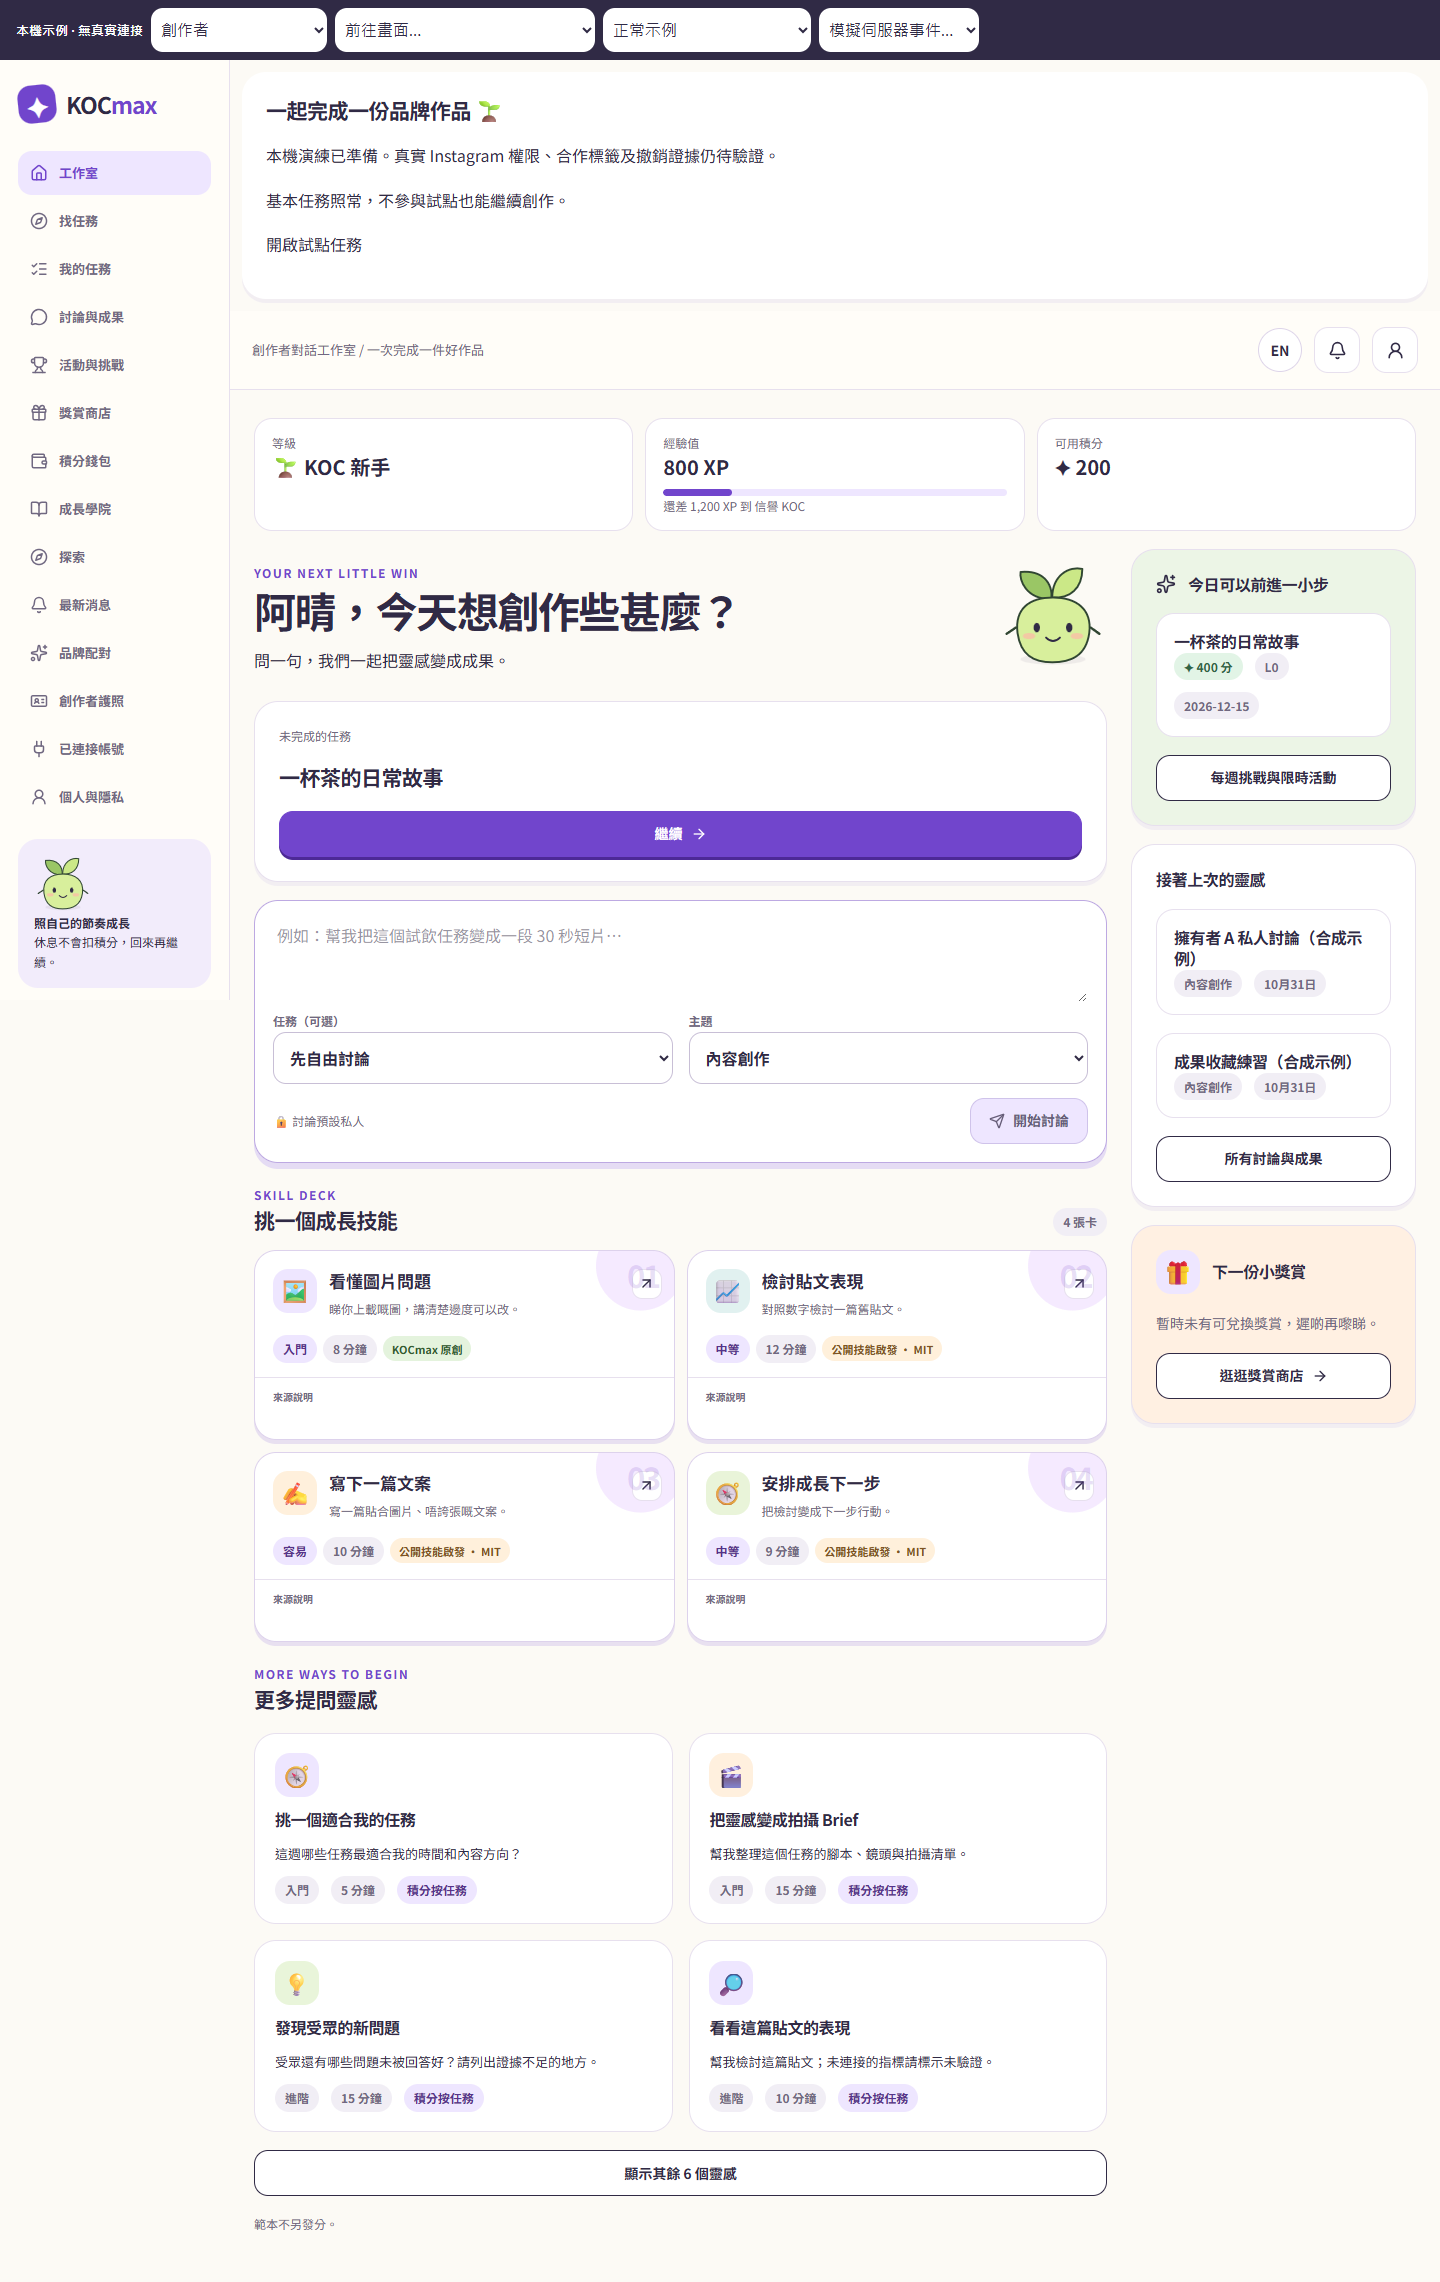 本機示例 · 無真實連接
創作者
前往畫面...
正常示例
模擬伺服器事件...
KOCmax
工作室
找任務
我的任務
討論與成果
活動與挑戰
獎賞商店
積分錢包
成長學院
探索
最新消息
品牌配對
創作者護照
已連接帳號
個人與隱私
照自己的節奏成長
休息不會扣積分，回來再繼
續。
一起完成一份品牌作品
本機演練已準備。真實 Instagram 權限、合作標籤及撤銷證據仍待驗證。
基本任務照常，不參與試點也能繼續創作。
開啟試點任務
創作者對話工作室 / 一次完成一件好作品
EN
等級
KOC 新手
經驗值
800 XP
還差 1,200 XP 到 信譽 KOC
可用積分
✦ 200
YOUR NEXT LITTLE WIN
阿晴，今天想創作些甚麼？
問一句，我們一起把靈感變成成果。
未完成的任務
一杯茶的日常故事
繼續 →
例如：幫我把這個試飲任務變成一段 30 秒短片…
任務（可選）
主題
先自由討論
內容創作
🔒 討論預設私人
開始討論
SKILL DECK
挑一個成長技能
4 張卡
01
看懂圖片問題
睇你上載嘅圖，講清楚邊度可以改。
入門
8 分鐘
KOCmax 原創
來源說明
02
檢討貼文表現
對照數字檢討一篇舊貼文。
中等
12 分鐘
公開技能啟發 · MIT
來源說明
03
寫下一篇文案
寫一篇貼合圖片、唔誇張嘅文案。
容易
10 分鐘
公開技能啟發 · MIT
來源說明
04
安排成長下一步
把檢討變成下一步行動。
中等
9 分鐘
公開技能啟發 · MIT
來源說明
MORE WAYS TO BEGIN
更多提問靈感
挑一個適合我的任務
這週哪些任務最適合我的時間和內容方向？
入門
5 分鐘
積分按任務
把靈感變成拍攝 Brief
幫我整理這個任務的腳本、鏡頭與拍攝清單。
入門
15 分鐘
積分按任務
發現受眾的新問題
受眾還有哪些問題未被回答好？請列出證據不足的地方。
進階
15 分鐘
積分按任務
看看這篇貼文的表現
幫我檢討這篇貼文；未連接的指標請標示未驗證。
進階
10 分鐘
積分按任務
顯示其餘 6 個靈感
範本不另發分。
今日可以前進一小步
一杯茶的日常故事
✦ 400 分
L0
2026-12-15
每週挑戰與限時活動
接著上次的靈感
擁有者 A 私人討論（合成示
例）
內容創作
10月31日
成果收藏練習（合成示例）
內容創作
10月31日
所有討論與成果
下一份小獎賞
暫時未有可兌換獎賞，遲啲再嚟睇。
逛逛獎賞商店 →